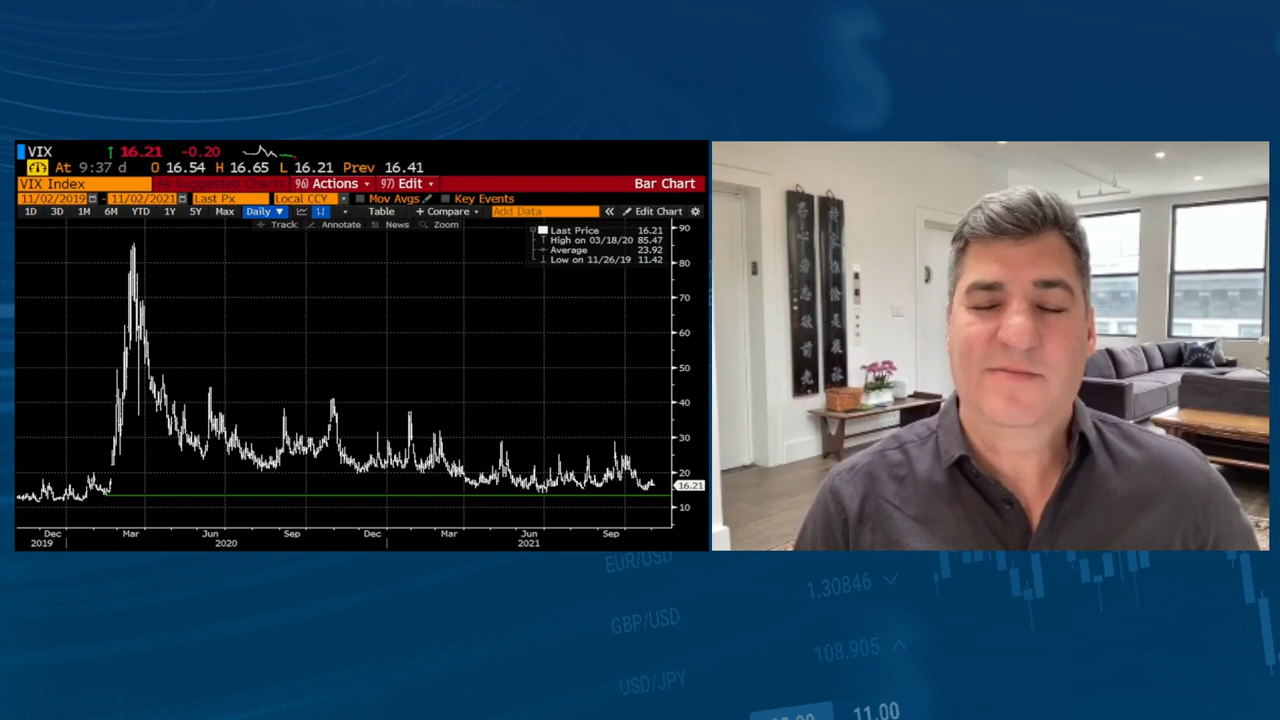 VIX ↑ 16.21 -0.20
At 9:37 d O 16.54 H 16.65 L 16.21 Prev 16.41
VIX Index 96) Actions 97) Edit Bar Chart
11/02/2019 - 11/02/2021 Last Px Local CCY Mov Avgs Key Events
1D 3D 1M 6M YTD 1Y 5Y Max Daily ▼ Table + Compare Add Data « Edit Chart
Track Annotate News Zoom
Last Price 16.21
High on 03/18/20 85.47
Average 23.92
Low on 11/26/19 11.42
90
80
70
60
50
40
30
20
16.21
10
Dec Mar Jun Sep Dec Mar Jun Sep
2019 2020 2021
EUR/USD
1.30846
GBP/USD
108.905
USD/JPY
11.00